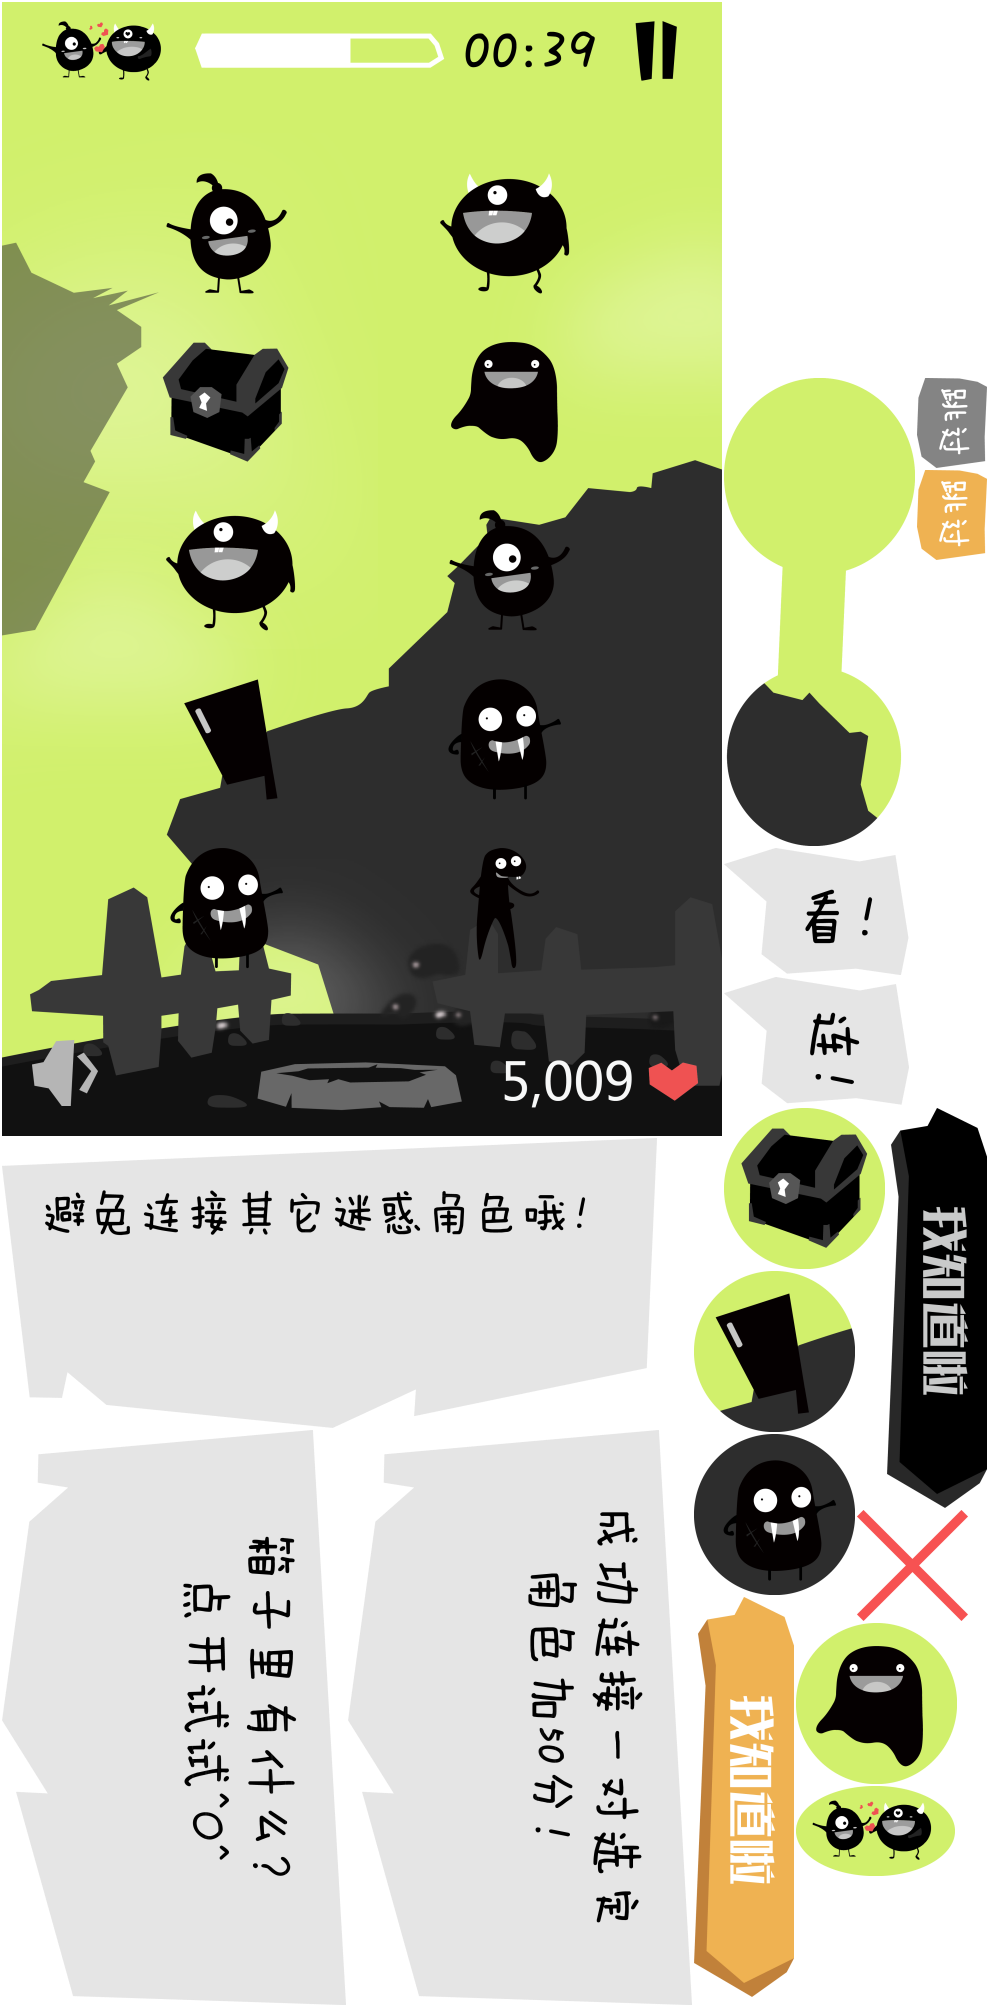 00:39
跳过
跳过
看！
连！
5,009
避免连接其它迷惑角色哦！
我知道啦
箱子里有什么？
点开试试^O^
成功连接一对选定
角色加50分！
我知道啦